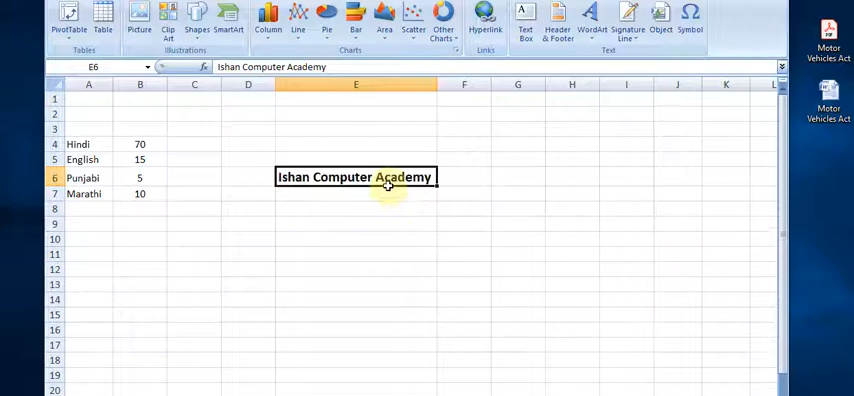 PivotTable Table Picture Clip Art Shapes SmartArt Column Line Pie Bar Area Scatter Other Charts Hyperlink Text Box Header & Footer WordArt Signature Line Object Symbol
Tables Illustrations Charts Links Text
E6 fx Ishan Computer Academy
A B C D E F G H I J K L
1
2
3
4 Hindi 70
5 English 15
6 Punjabi 5 Ishan Computer Academy
7 Marathi 10
8
9
10
11
12
13
14
15
16
17
18
19
20
Motor Vehicles Act
Motor Vehicles Act